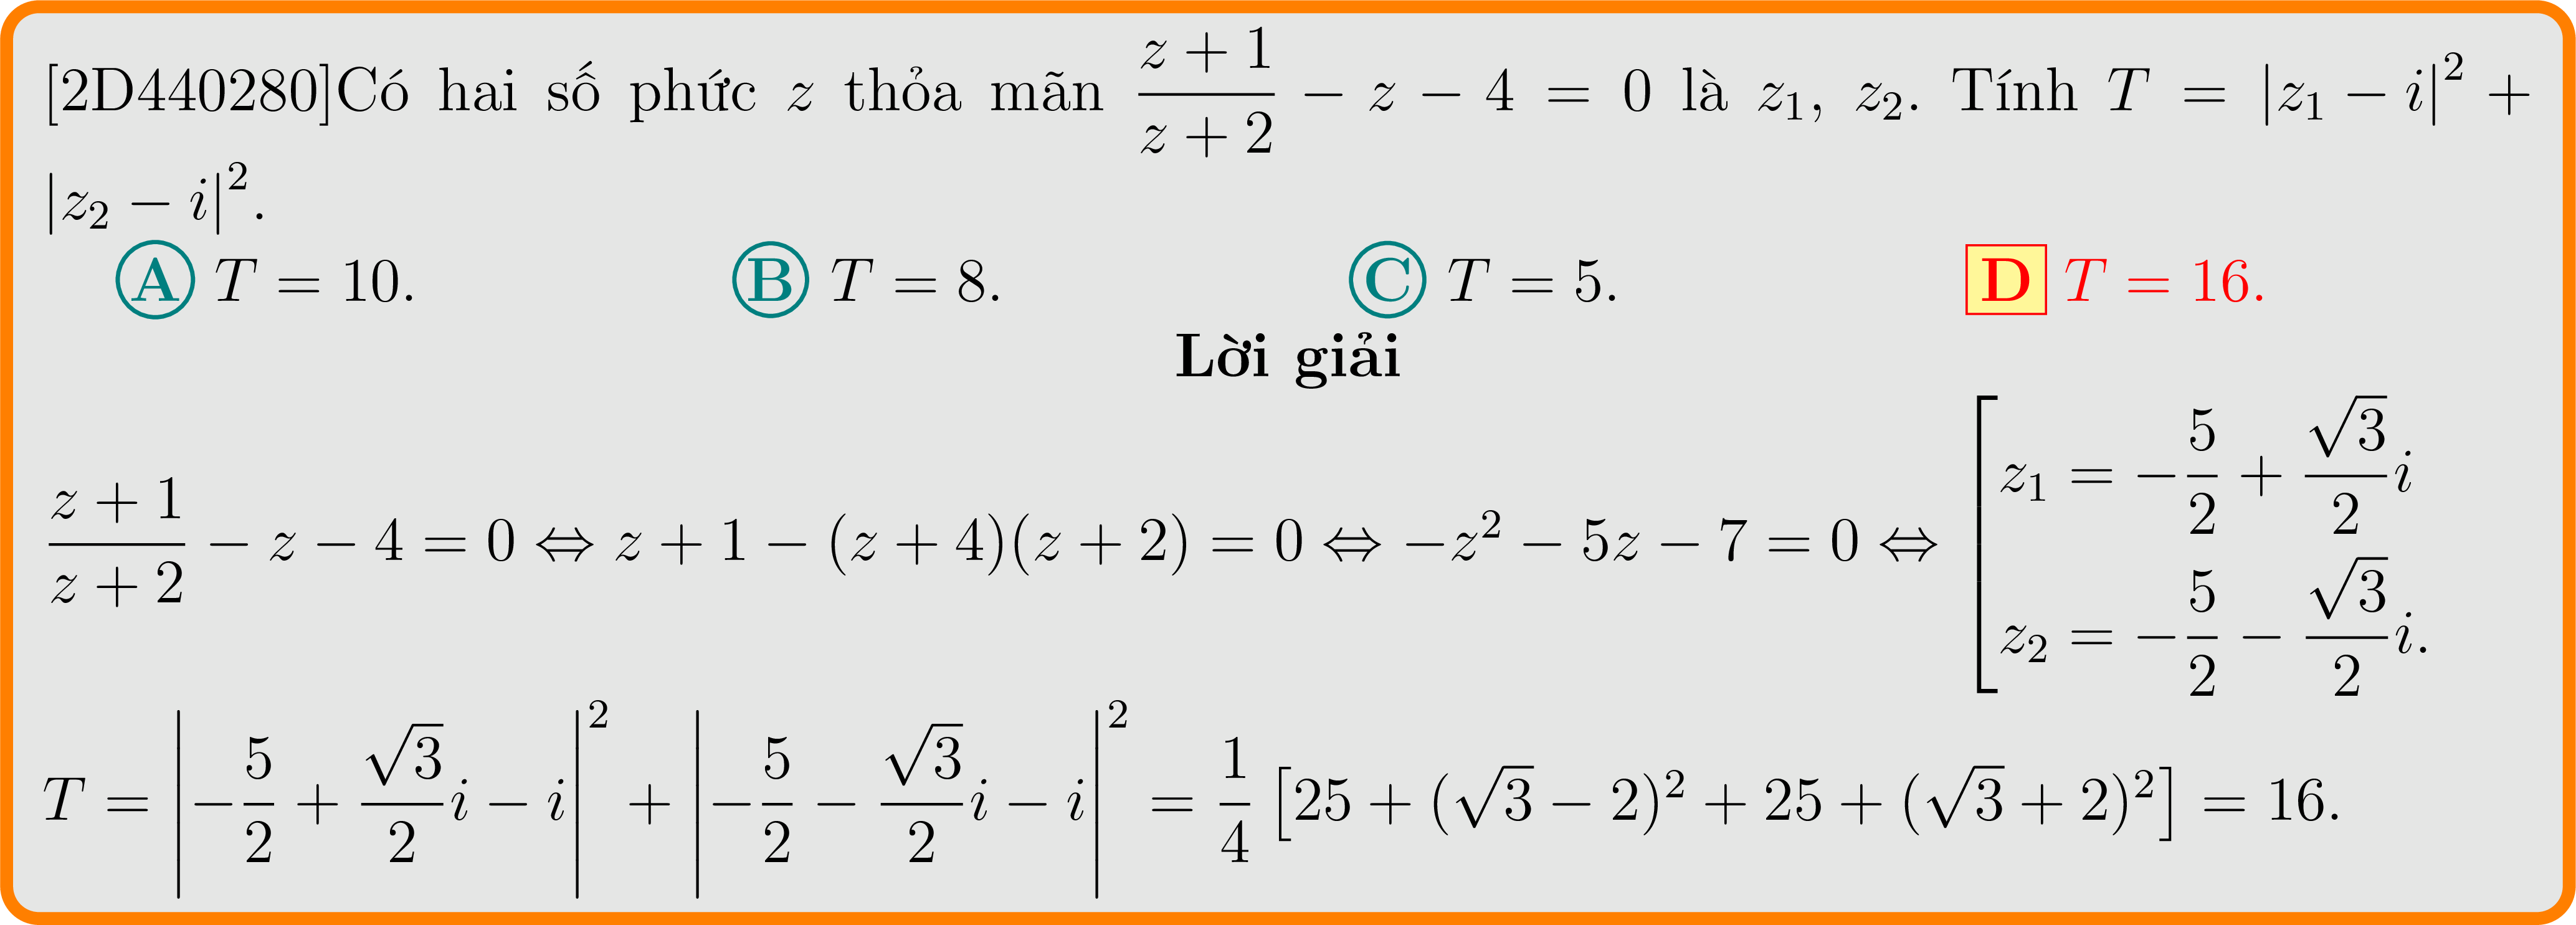 [2D440280]Có hai số phức z thỏa mãn \frac{z+1}{z+2} − z − 4 = 0 là z_1, z_2. Tính T = |z_1 − i|^2 +
|z_2 − i|^2.
A T = 10. B T = 8. C T = 5. D T = 16.
Lời giải
\frac{z+1}{z+2} − z − 4 = 0 ⇔ z + 1 − (z + 4)(z + 2) = 0 ⇔ −z^2 − 5z − 7 = 0 ⇔ \left[\begin{array}{l} z_1 = −\frac{5}{2} + \frac{\sqrt{3}}{2}i \\ z_2 = −\frac{5}{2} − \frac{\sqrt{3}}{2}i. \end{array}\right.
T = \left|−\frac{5}{2} + \frac{\sqrt{3}}{2}i − i\right|^2 + \left|−\frac{5}{2} − \frac{\sqrt{3}}{2}i − i\right|^2 = \frac{1}{4}\left[25 + (\sqrt{3} − 2)^2 + 25 + (\sqrt{3} + 2)^2\right] = 16.